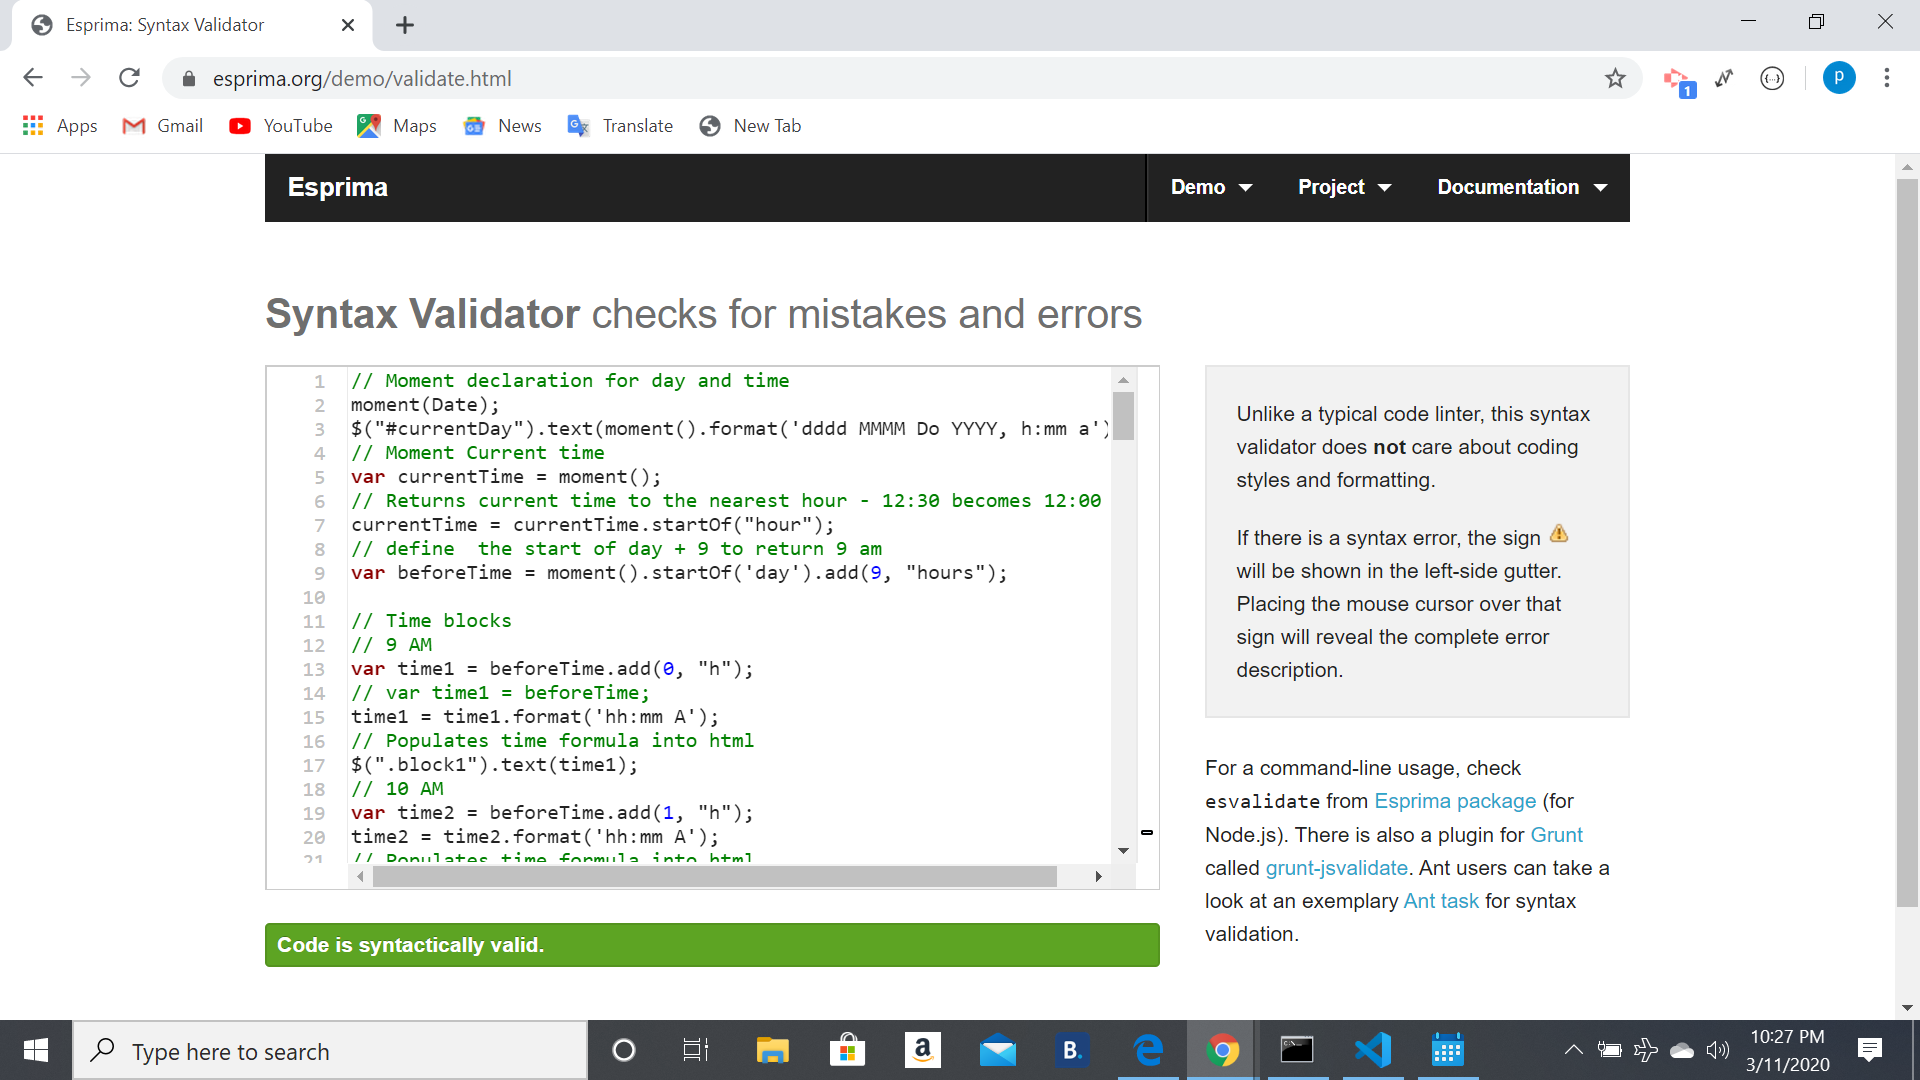 Esprima: Syntax Validator
esprima.org/demo/validate.html
1
p
Apps
Gmail
YouTube
Maps
News
Translate
New Tab
Esprima
Demo
Project
Documentation
Syntax Validator checks for mistakes and errors
1 // Moment declaration for day and time
2 moment(Date);
3 $("#currentDay").text(moment().format('dddd MMMM Do YYYY, h:mm a')
4 // Moment Current time
5 var currentTime = moment();
6 // Returns current time to the nearest hour - 12:30 becomes 12:00
7 currentTime = currentTime.startOf("hour");
8 // define  the start of day + 9 to return 9 am
9 var beforeTime = moment().startOf('day').add(9, "hours");
10
11 // Time blocks
12 // 9 AM
13 var time1 = beforeTime.add(0, "h");
14 // var time1 = beforeTime;
15 time1 = time1.format('hh:mm A');
16 // Populates time formula into html
17 $(".block1").text(time1);
18 // 10 AM
19 var time2 = beforeTime.add(1, "h");
20 time2 = time2.format('hh:mm A');
21 // Populates time formula into html
Code is syntactically valid.
Unlike a typical code linter, this syntax
validator does not care about coding
styles and formatting.
If there is a syntax error, the sign
will be shown in the left-side gutter.
Placing the mouse cursor over that
sign will reveal the complete error
description.
For a command-line usage, check
esvalidate from Esprima package (for
Node.js). There is also a plugin for Grunt
called grunt-jsvalidate. Ant users can take a
look at an exemplary Ant task for syntax
validation.
Type here to search
a
B.
10:27 PM
3/11/2020